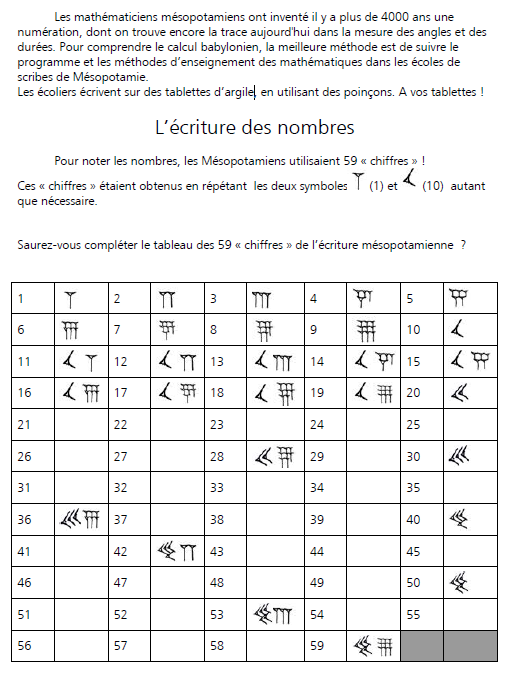 Les mathématiciens mésopotamiens ont inventé il y a plus de 4000 ans une
numération, dont on trouve encore la trace aujourd'hui dans la mesure des angles et des
durées. Pour comprendre le calcul babylonien, la meilleure méthode est de suivre le
programme et les méthodes d'enseignement des mathématiques dans les écoles de
scribes de Mésopotamie.
Les écoliers écrivent sur des tablettes d'argile, en utilisant des poinçons. A vos tablettes !
L'écriture des nombres
Pour noter les nombres, les Mésopotamiens utilisaient 59 « chiffres » !
Ces « chiffres » étaient obtenus en répétant les deux symboles 𒁹 (1) et 𒌋 (10) autant
que nécessaire.
Saurez-vous compléter le tableau des 59 « chiffres » de l'écriture mésopotamienne ?
1 𒁹 2 𒈫 3 𒐈 4 𒐉 5 𒐊
6 𒐋 7 𒐌 8 𒐍 9 𒐎 10 𒌋
11 𒌋 𒁹 12 𒌋 𒈫 13 𒌋 𒐈 14 𒌋 𒐉 15 𒌋 𒐊
16 𒌋 𒐋 17 𒌋 𒐌 18 𒌋 𒐍 19 𒌋 𒐎 20 𒎙
21 22 23 24 25
26 27 28 𒎙 𒐍 29 30 𒌍
31 32 33 34 35
36 𒌍 𒐋 37 38 39 40 𒐏
41 42 𒐏 𒈫 43 44 45
46 47 48 49 50 𒐐
51 52 53 𒐐 𒐈 54 55
56 57 58 59 𒐐 𒐎